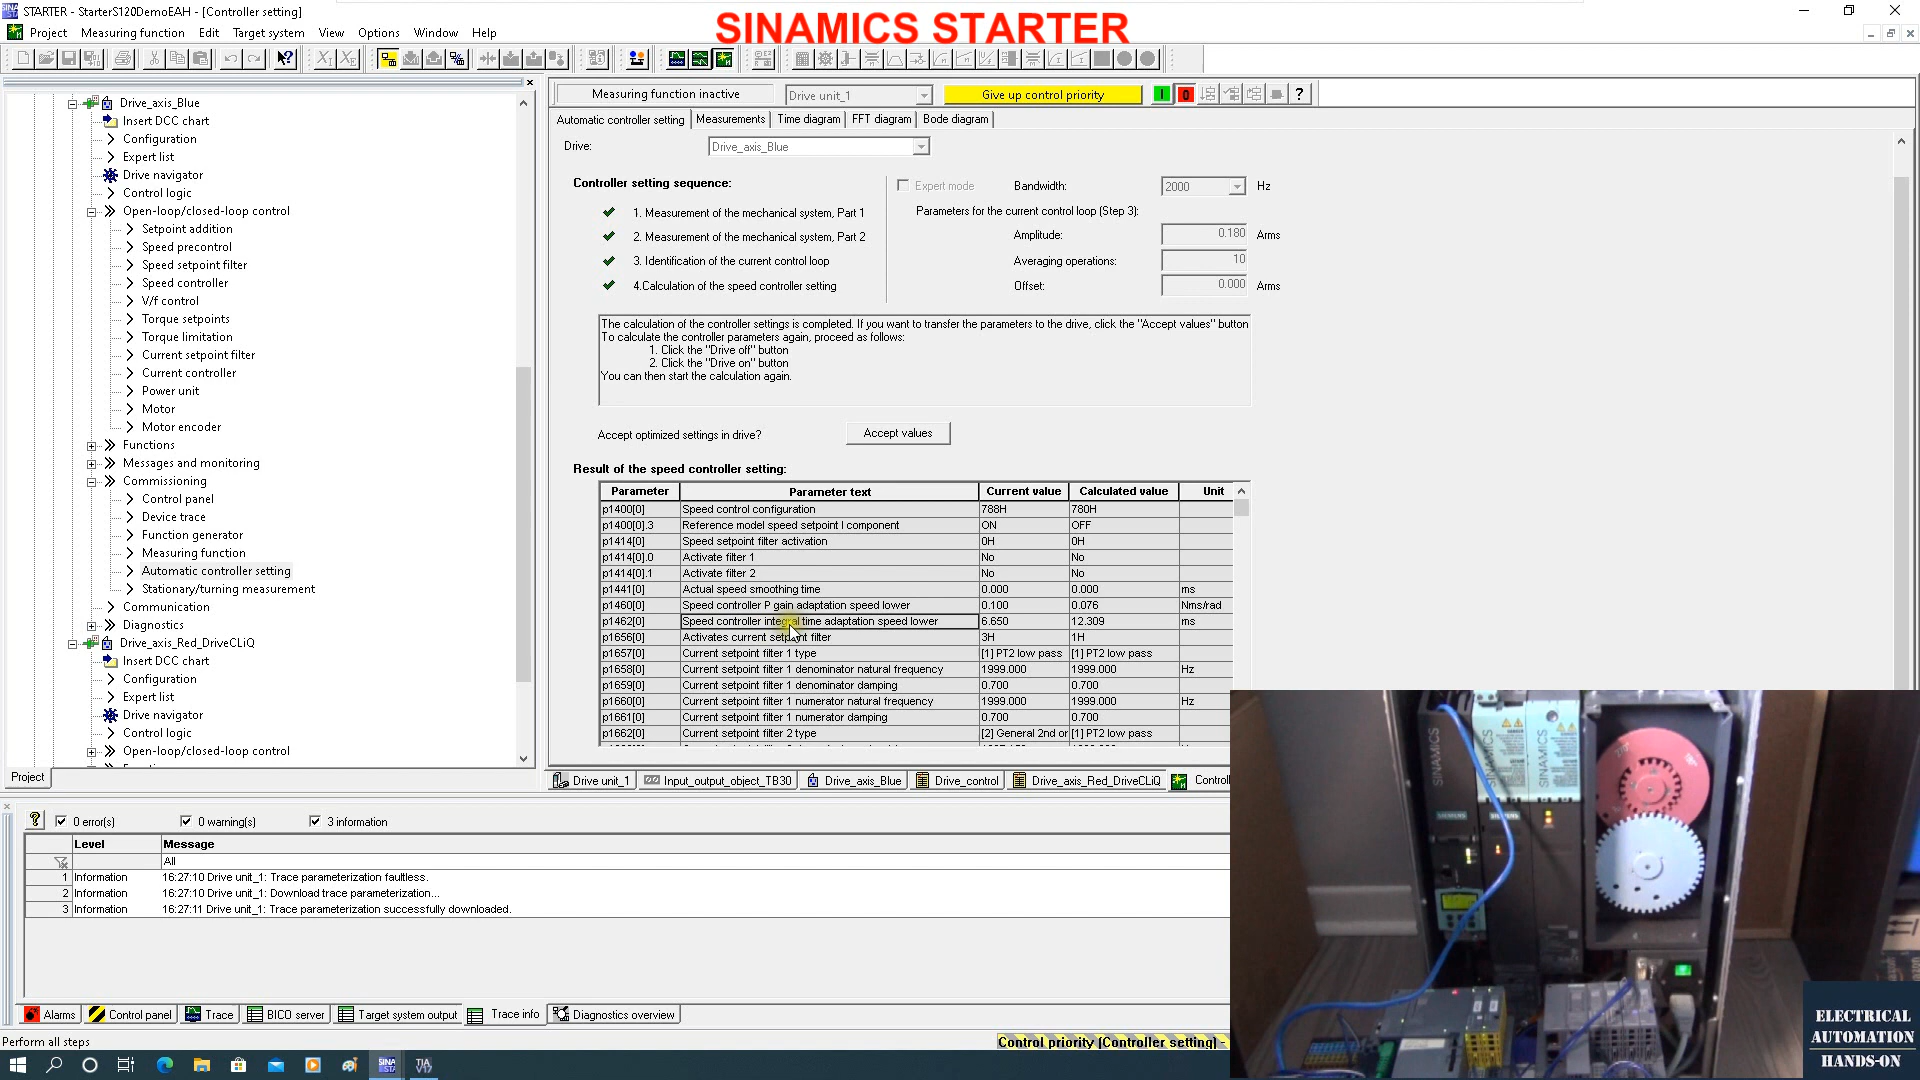 STARTER - StarterS120DemoEAH - [Controller setting]
SINAMICS STARTER
Project Measuring function Edit Target system View Options Window Help
Measuring function inactive
Drive unit_1
Give up control priority
Automatic controller setting
Measurements
Time diagram
FFT diagram
Bode diagram
Drive:
Drive_axis_Blue
Controller setting sequence:
1. Measurement of the mechanical system, Part 1
2. Measurement of the mechanical system, Part 2
3. Identification of the current control loop
4.Calculation of the speed controller setting
Expert mode
Bandwidth: 2000 Hz
Parameters for the current control loop (Step 3):
Amplitude: 0.180 Arms
Averaging operations: 10
Offset: 0.000 Arms
The calculation of the controller settings is completed. If you want to transfer the parameters to the drive, click the "Accept values" button
To calculate the controller parameters again, proceed as follows:
1. Click the "Drive off" button
2. Click the "Drive on" button
You can then start the calculation again.
Accept optimized settings in drive?
Accept values
Result of the speed controller setting:
Parameter Parameter text Current value Calculated value Unit
p1400[0] Speed control configuration 788H 780H
p1400[0].3 Reference model speed setpoint I component ON OFF
p1414[0] Speed setpoint filter activation 0H 0H
p1414[0].0 Activate filter 1 No No
p1414[0].1 Activate filter 2 No No
p1441[0] Actual speed smoothing time 0.000 0.000 ms
p1460[0] Speed controller P gain adaptation speed lower 0.100 0.076 Nms/rad
p1462[0] Speed controller integral time adaptation speed lower 6.650 12.309 ms
p1656[0] Activates current setpoint filter 3H 1H
p1657[0] Current setpoint filter 1 type [1] PT2 low pass [1] PT2 low pass
p1658[0] Current setpoint filter 1 denominator natural frequency 1999.000 1999.000 Hz
p1659[0] Current setpoint filter 1 denominator damping 0.700 0.700
p1660[0] Current setpoint filter 1 numerator natural frequency 1999.000 1999.000 Hz
p1661[0] Current setpoint filter 1 numerator damping 0.700 0.700
p1662[0] Current setpoint filter 2 type [2] General 2nd or [1] PT2 low pass
Drive_axis_Blue
Insert DCC chart
Configuration
Expert list
Drive navigator
Control logic
Open-loop/closed-loop control
Setpoint addition
Speed precontrol
Speed setpoint filter
Speed controller
V/f control
Torque setpoints
Torque limitation
Current setpoint filter
Current controller
Power unit
Motor
Motor encoder
Functions
Messages and monitoring
Commissioning
Control panel
Device trace
Function generator
Measuring function
Automatic controller setting
Stationary/turning measurement
Communication
Diagnostics
Drive_axis_Red_DriveCLiQ
Insert DCC chart
Configuration
Expert list
Drive navigator
Control logic
Open-loop/closed-loop control
Project
Drive unit_1
Input_output_object_TB30
Drive_axis_Blue
Drive_control
Drive_axis_Red_DriveCLiQ
Control
0 error(s) 0 warning(s) 3 information
Level Message
All
1 Information 16:27:10 Drive unit_1: Trace parameterization faultless.
2 Information 16:27:10 Drive unit_1: Download trace parameterization...
3 Information 16:27:11 Drive unit_1: Trace parameterization successfully downloaded.
Alarms
Control panel
Trace
BICO server
Target system output
Trace info
Diagnostics overview
Perform all steps
Control priority [Controller setting] -
SINAMICS
SINAMICS
SINAMICS
SIEMENS
SIEMENS
ELECTRICAL
AUTOMATION
HANDS-ON